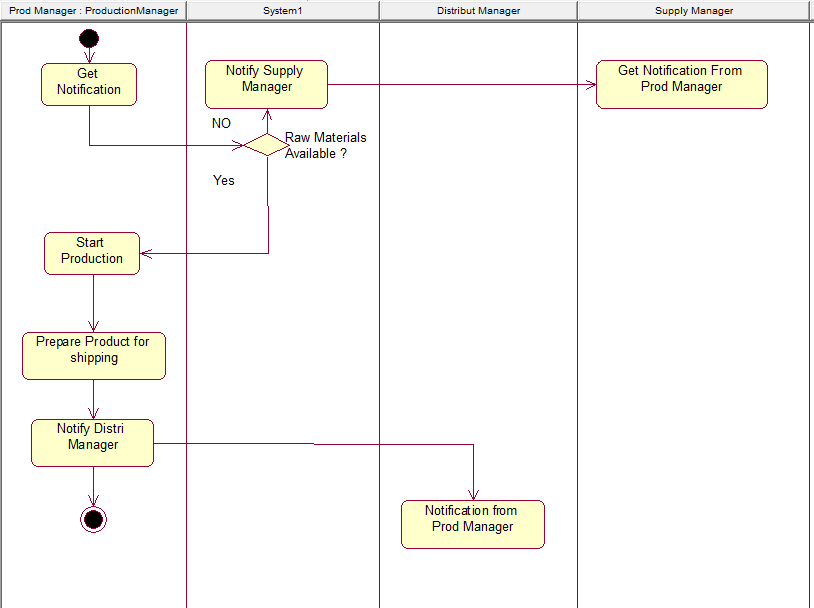 Prod Manager : ProductionManager
System1
Distribut Manager
Supply Manager
Get
Notification
Notify Supply
Manager
Get Notification From
Prod Manager
NO
Raw Materials
Available ?
Yes
Start
Production
Prepare Product for
shipping
Notify Distri
Manager
Notification from
Prod Manager